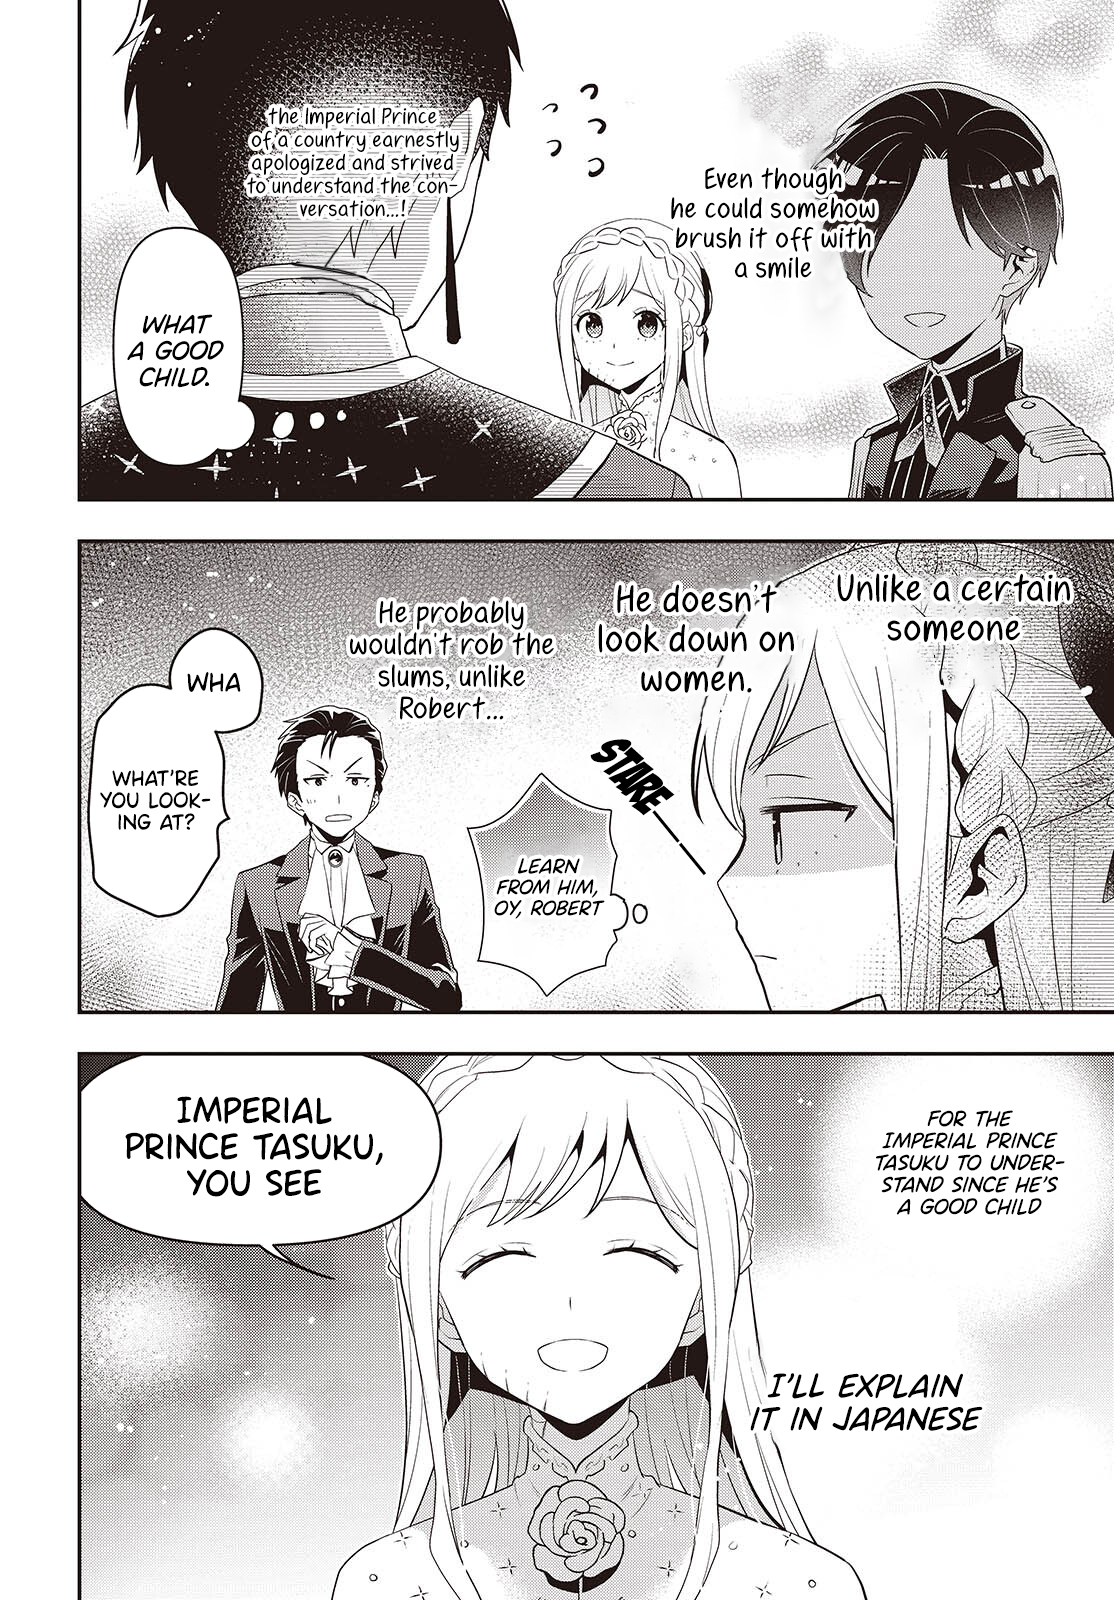 Even though
he could somehow
brush it off with
a smile
the Imperial Prince
of a country earnestly
apologized and strived
to understand the con-
versation...!
WHAT
A GOOD
CHILD.
Unlike a certain
someone
He doesn't
look down on
women.
He probably
wouldn't rob the
slums, unlike
Robert...
STARE
LEARN
FROM HIM,
OY, ROBERT
WHA
WHAT'RE
YOU LOOK-
ING AT?
FOR THE
IMPERIAL PRINCE
TASUKU TO UNDER-
STAND SINCE HE'S
A GOOD CHILD
I'LL EXPLAIN
IT IN JAPANESE
IMPERIAL
PRINCE TASUKU,
YOU SEE